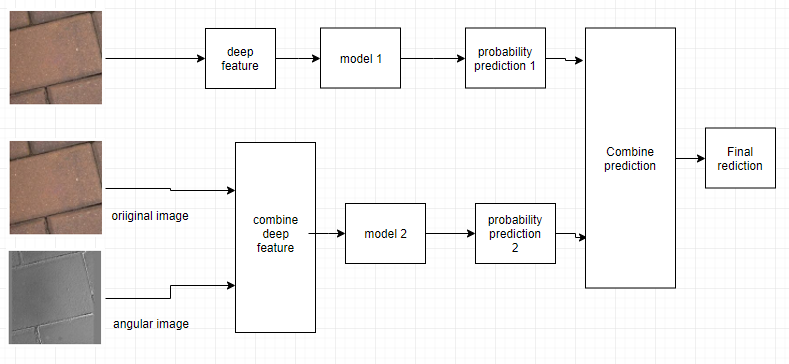 deep
feature
model 1
probability
prediction 1
oriiginal image
angular image
combine
deep
feature
model 2
probability
prediction
2
Combine
prediction
Final
rediction